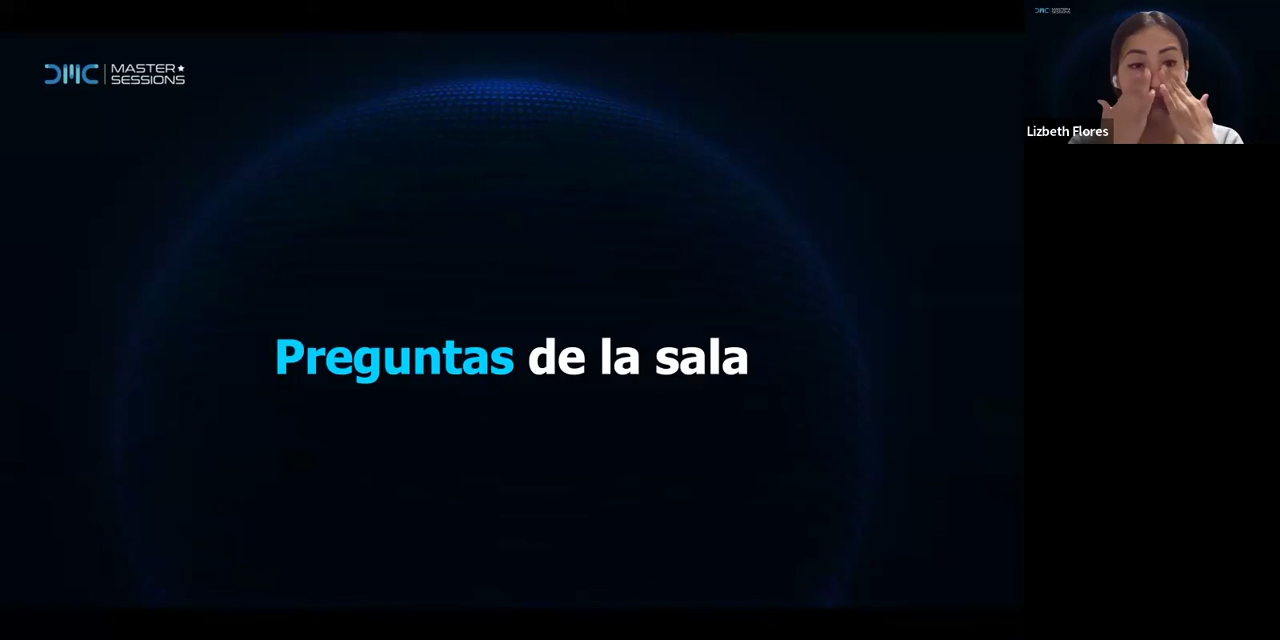 DMC | MASTER
SESSIONS
Preguntas de la sala
Lizbeth Flores